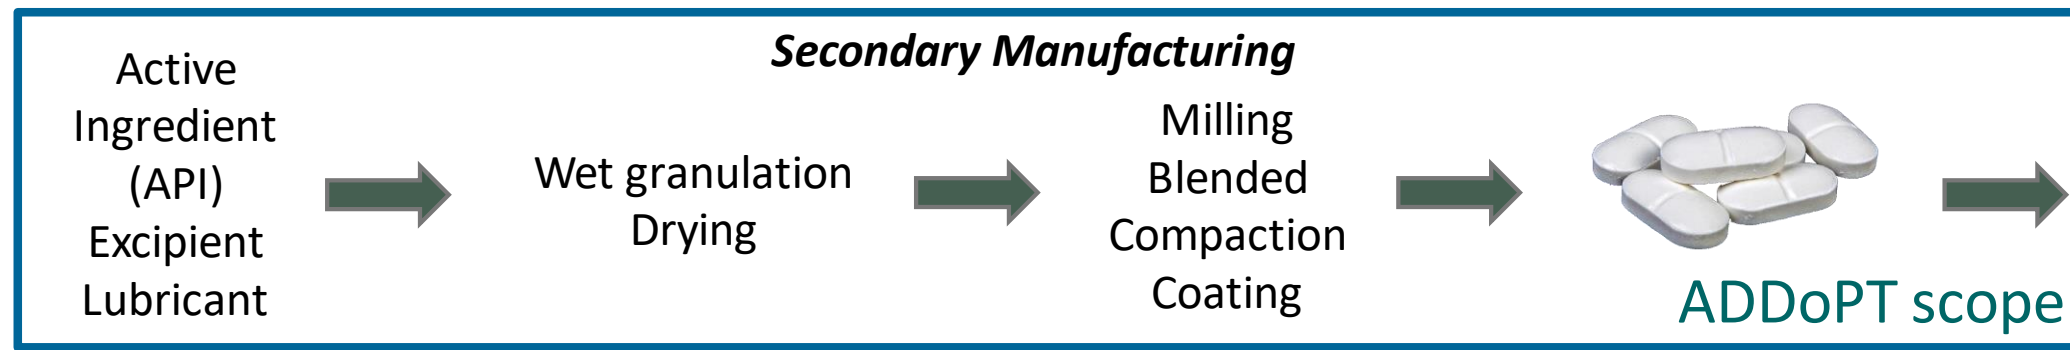 Secondary Manufacturing
Active
Ingredient
(API)
Excipient
Lubricant
Wet granulation
Drying
Milling
Blended
Compaction
Coating
ADDoPT scope